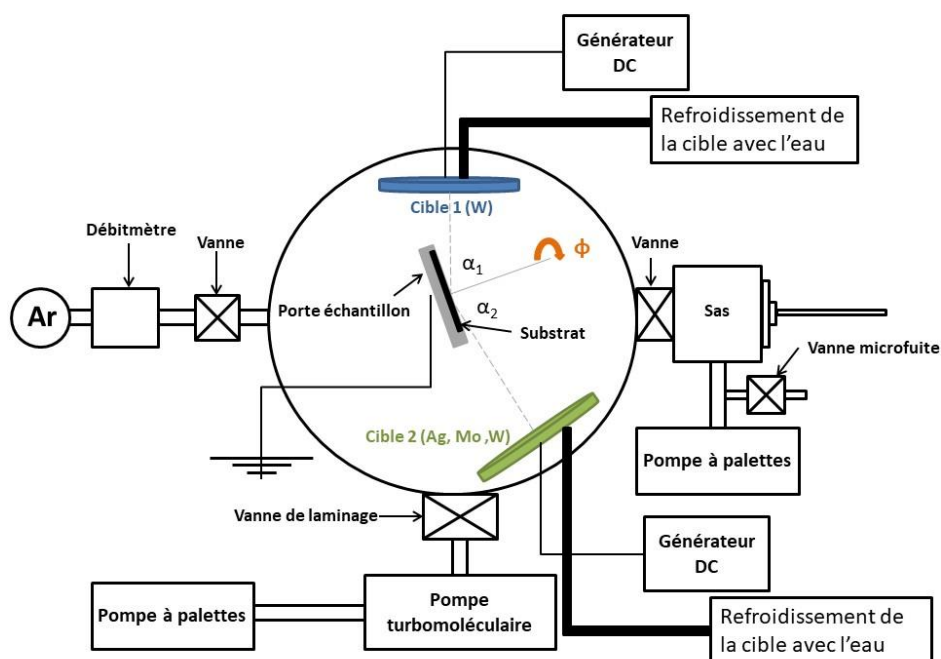 Générateur
DC
Refroidissement de
la cible avec l'eau
Cible 1 (W)
Débitmètre
Vanne
α1
Φ
Vanne
Ar
Porte échantillon
α2
Substrat
Sas
Vanne microfuite
Cible 2 (Ag, Mo ,W)
Pompe à palettes
Vanne de laminage
Générateur
DC
Pompe à palettes
Pompe
turbomoléculaire
Refroidissement de
la cible avec l'eau